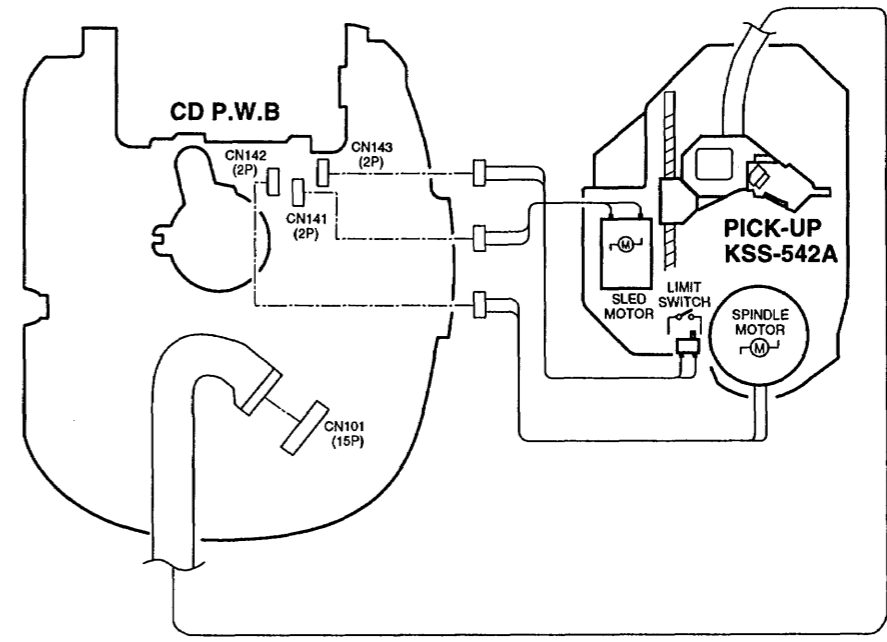 CD P.W.B
CN142
(2P)
CN143
(2P)
CN141
(2P)
CN101
(15P)
PICK-UP
KSS-542A
M
SLED
MOTOR
LIMIT
SWITCH
SPINDLE
MOTOR
M